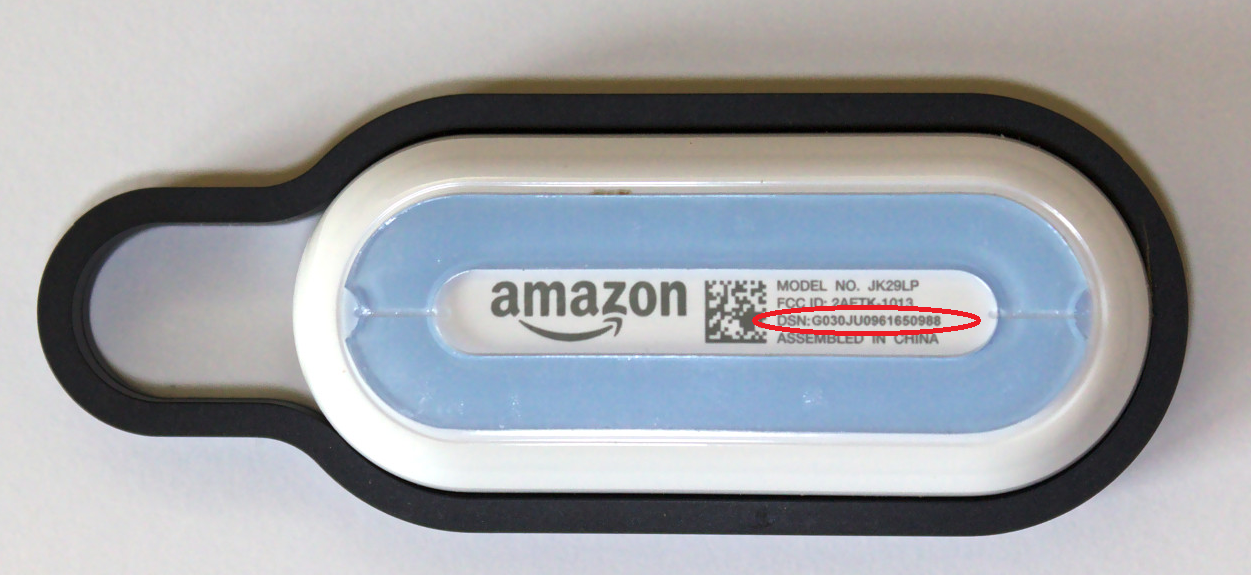 amazon
MODEL NO. JK29LP
FCC ID: 2AETK-1013
DSN:G030JU0961650988
ASSEMBLED IN CHINA